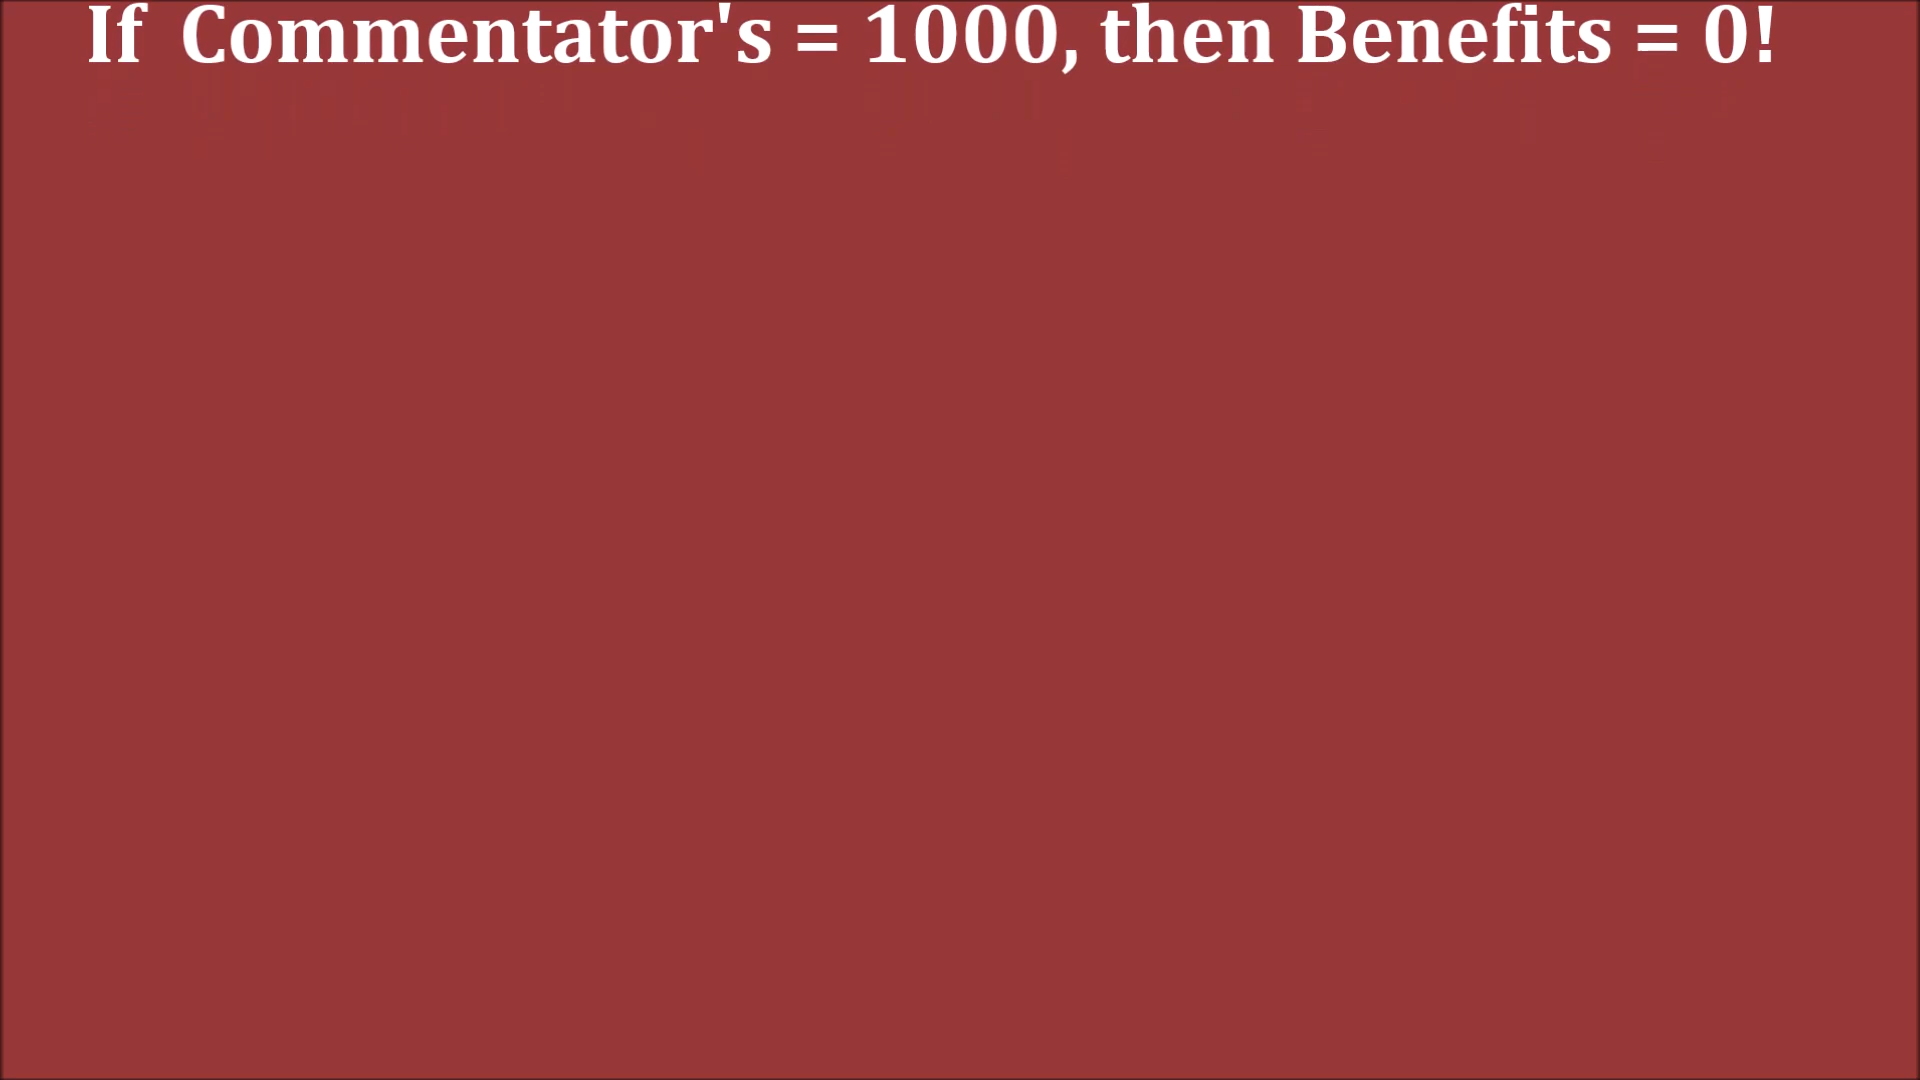 If  Commentator's = 1000, then Benefits = 0!